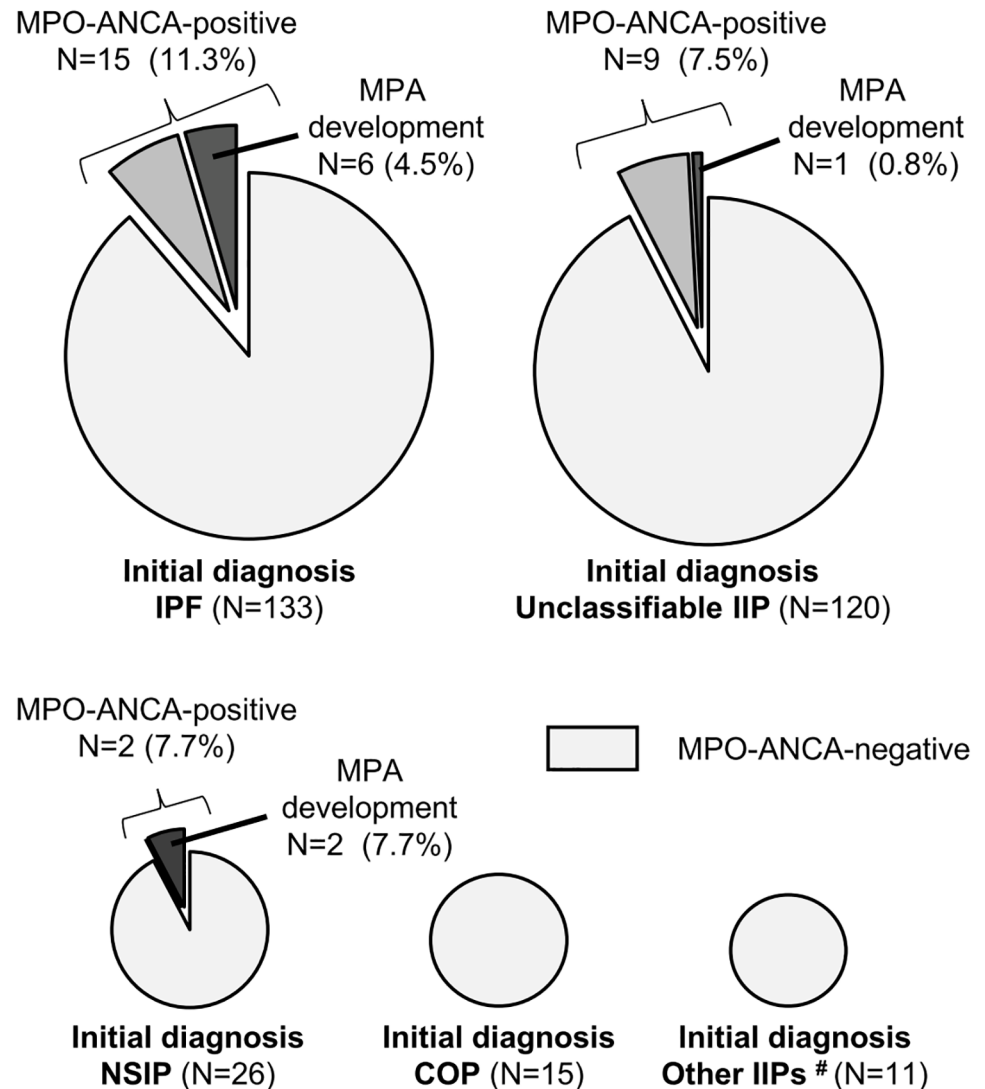 MPO-ANCA-positive
N=15 (11.3%)
MPA
development
N=6 (4.5%)
Initial diagnosis
IPF (N=133)
MPO-ANCA-positive
N=9 (7.5%)
MPA
development
N=1 (0.8%)
Initial diagnosis
Unclassifiable IIP (N=120)
MPO-ANCA-positive
N=2 (7.7%)
MPA
development
N=2 (7.7%)
MPO-ANCA-negative
Initial diagnosis
NSIP (N=26)
Initial diagnosis
COP (N=15)
Initial diagnosis
Other IIPs # (N=11)